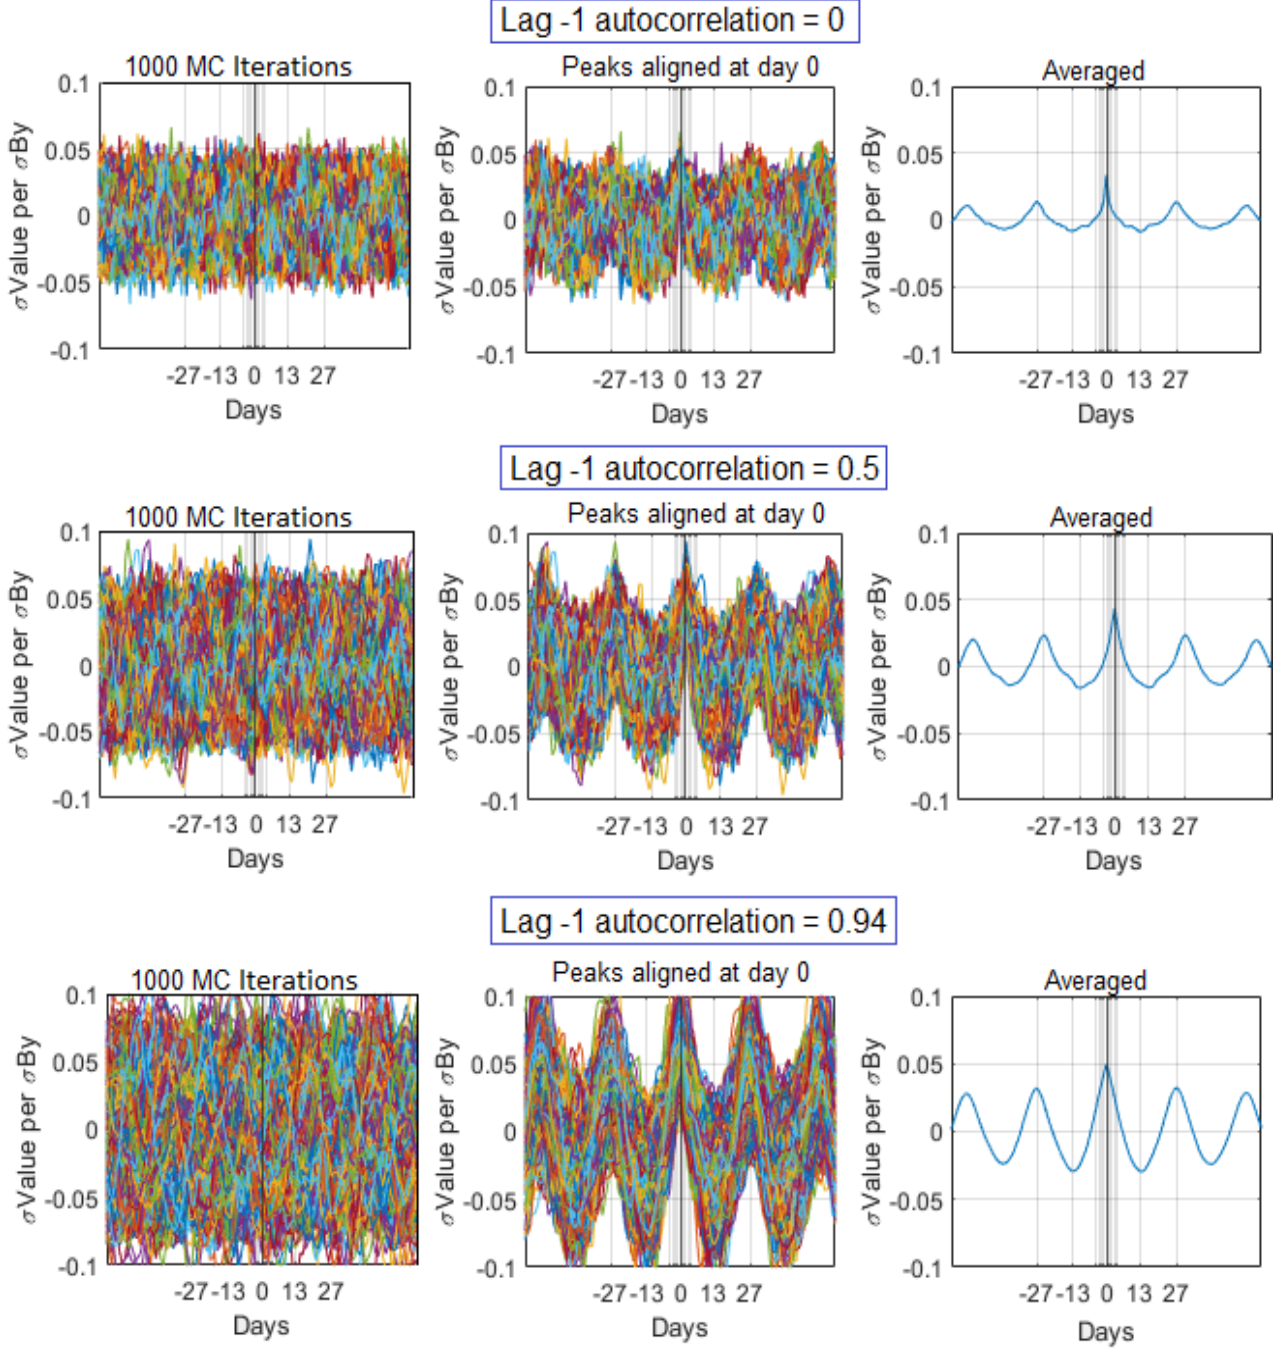 Lag -1 autocorrelation = 0
1000 MC Iterations
Peaks aligned at day 0
Averaged
σValue per σBy
0.1
0.05
0
-0.05
-0.1
-27 -13 0 13 27
Days
σValue per σBy
0.1
0.05
0
-0.05
-0.1
-27 -13 0 13 27
Days
σValue per σBy
0.1
0.05
0
-0.05
-0.1
-27 -13 0 13 27
Days
Lag -1 autocorrelation = 0.5
1000 MC Iterations
Peaks aligned at day 0
Averaged
σValue per σBy
0.1
0.05
0
-0.05
-0.1
-27 -13 0 13 27
Days
σValue per σBy
0.1
0.05
0
-0.05
-0.1
-27 -13 0 13 27
Days
σValue per σBy
0.1
0.05
0
-0.05
-0.1
-27 -13 0 13 27
Days
Lag -1 autocorrelation = 0.94
1000 MC Iterations
Peaks aligned at day 0
Averaged
σValue per σBy
0.1
0.05
0
-0.05
-0.1
-27 -13 0 13 27
Days
σValue per σBy
0.1
0.05
0
-0.05
-0.1
-27 -13 0 13 27
Days
σValue per σBy
0.1
0.05
0
-0.05
-0.1
-27 -13 0 13 27
Days